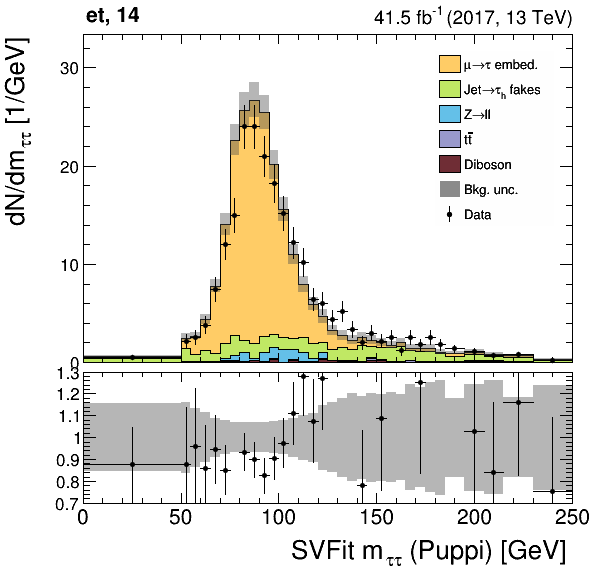 et, 14
41.5 fb⁻¹ (2017, 13 TeV)
dN/dm_ττ [1/GeV]
30
20
10
0
μ→τ embed.
Jet→τ_h fakes
Z→ll
tt̄
Diboson
Bkg. unc.
Data
1.3
1.2
1.1
1
0.9
0.8
0.7
0 50 100 150 200 250
SVFit m_ττ (Puppi) [GeV]